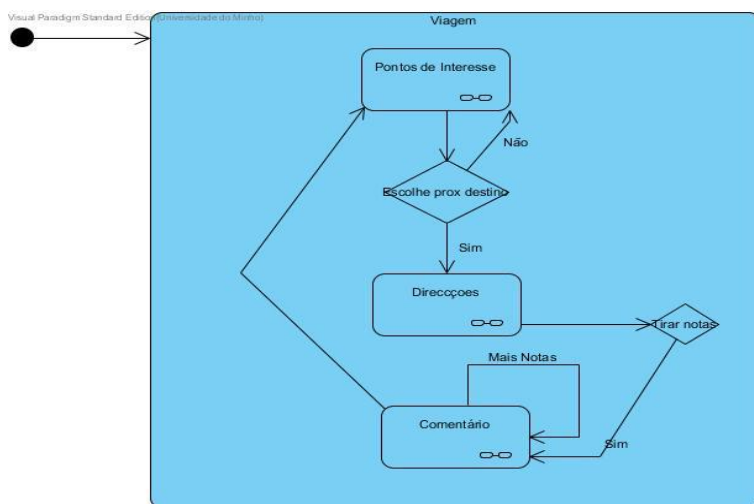 Visual Paradigm Standard Edition(Universidade do Minho)
Viagem
Pontos de Interesse
Não
Escolhe prox destino
Sim
Direcçoes
Tirar notas
Mais Notas
Comentário
Sim